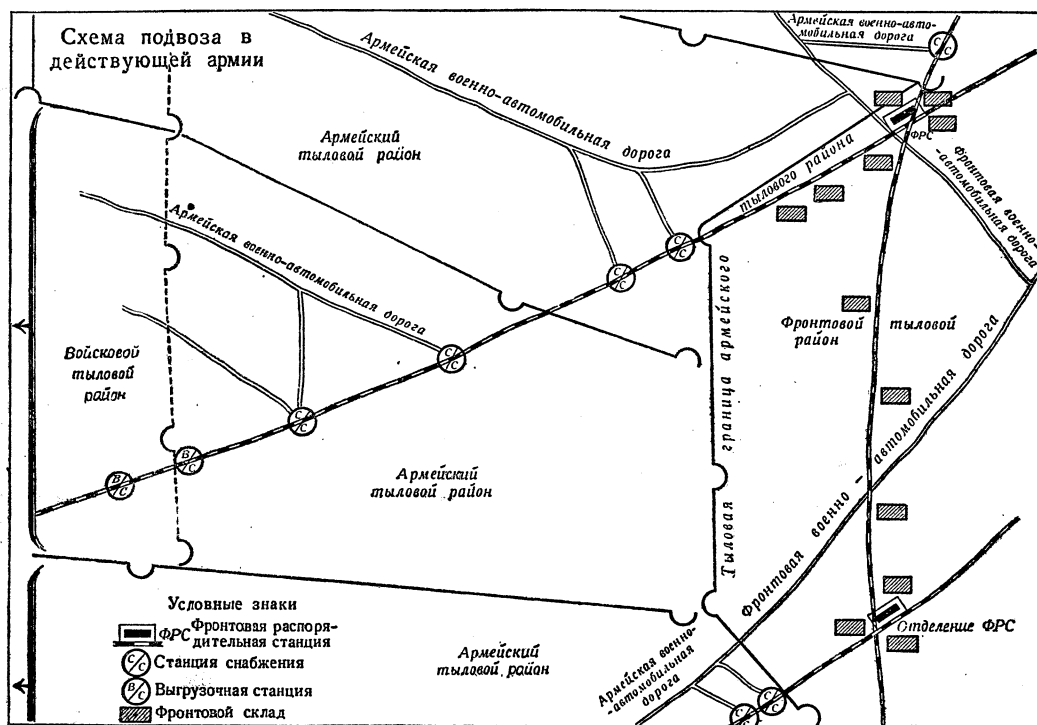 Схема подвоза в
действующей армии
Армейская военно-авто-
мобильная дорога
С/С
Армейская военно-автомобильная дорога
Армейский
тыловой район
ФРС
Фронтовая военно-
-автомобильная дорога
Тыловая граница армейского
тылового района
Армейская военно-автомобильная дорога
С/С
С/С
Фронтовой тыловой
район
Войсковой
тыловой
район
С/С
С/С
В/С
В/С
Армейский
тыловой район
Фронтовая военно-автомобильная дорога
Условные знаки
ФРС Фронтовая распоря-
дительная станция
С/С Станция снабжения
В/С Выгрузочная станция
Фронтовой склад
Армейский
тыловой район
Армейская военно-
-автомобильная
дорога
Отделение ФРС
С/С
С/С